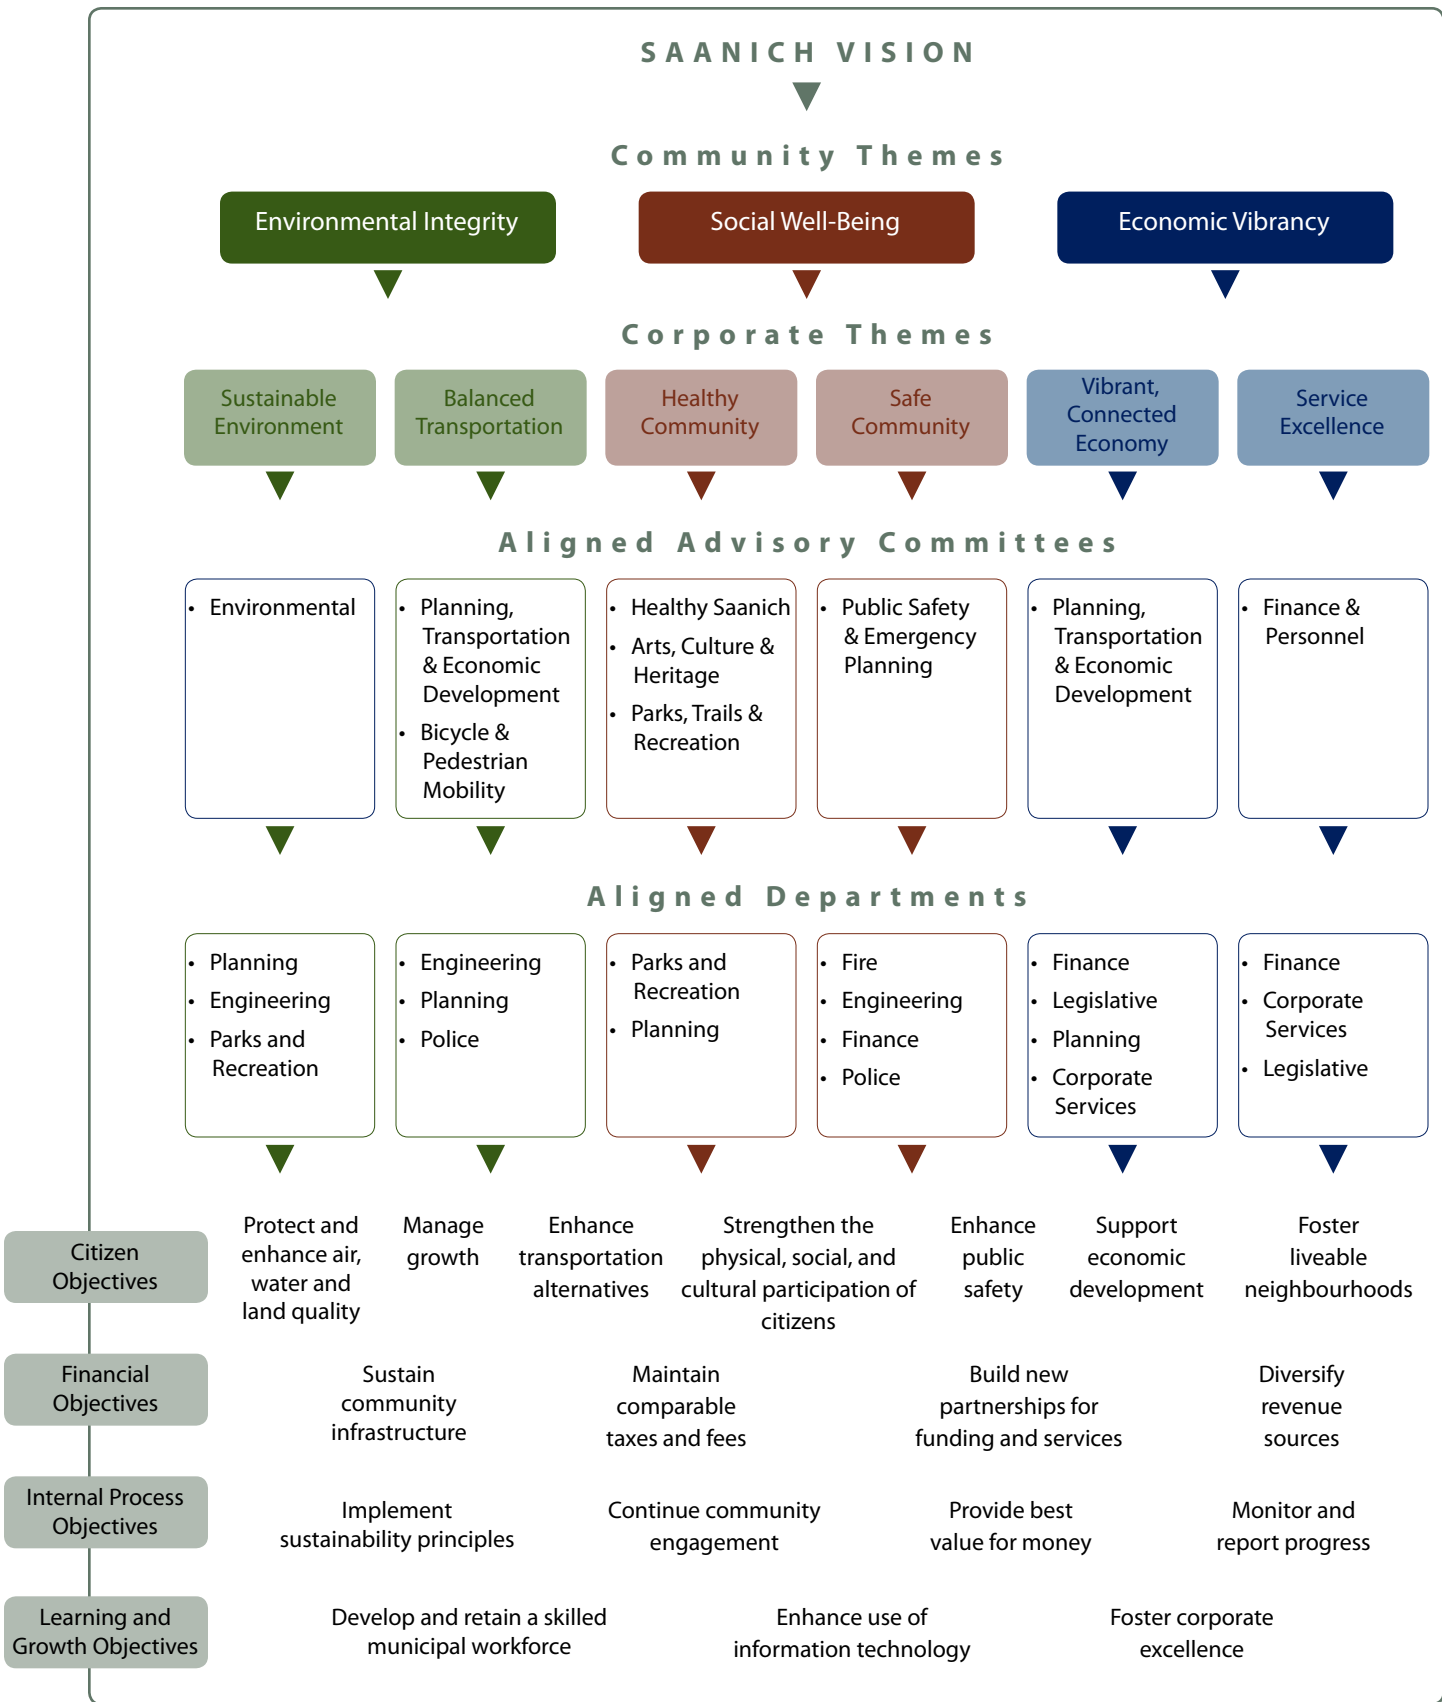 SAANICH VISION
Community Themes
Environmental Integrity
Social Well-Being
Economic Vibrancy
Corporate Themes
Sustainable
Environment
Balanced
Transportation
Healthy
Community
Safe
Community
Vibrant,
Connected
Economy
Service
Excellence
Aligned Advisory Committees
• Environmental
• Planning,
Transportation
& Economic
Development
• Bicycle &
Pedestrian
Mobility
• Healthy Saanich
• Arts, Culture &
Heritage
• Parks, Trails &
Recreation
• Public Safety
& Emergency
Planning
• Planning,
Transportation
& Economic
Development
• Finance &
Personnel
Aligned Departments
• Planning
• Engineering
• Parks and
Recreation
• Engineering
• Planning
• Police
• Parks and
Recreation
• Planning
• Fire
• Engineering
• Finance
• Police
• Finance
• Legislative
• Planning
• Corporate
Services
• Finance
• Corporate
Services
• Legislative
Citizen
Objectives
Protect and
enhance air,
water and
land quality
Manage
growth
Enhance
transportation
alternatives
Strengthen the
physical, social, and
cultural participation of
citizens
Enhance
public
safety
Support
economic
development
Foster
liveable
neighbourhoods
Financial
Objectives
Sustain
community
infrastructure
Maintain
comparable
taxes and fees
Build new
partnerships for
funding and services
Diversify
revenue
sources
Internal Process
Objectives
Implement
sustainability principles
Continue community
engagement
Provide best
value for money
Monitor and
report progress
Learning and
Growth Objectives
Develop and retain a skilled
municipal workforce
Enhance use of
information technology
Foster corporate
excellence